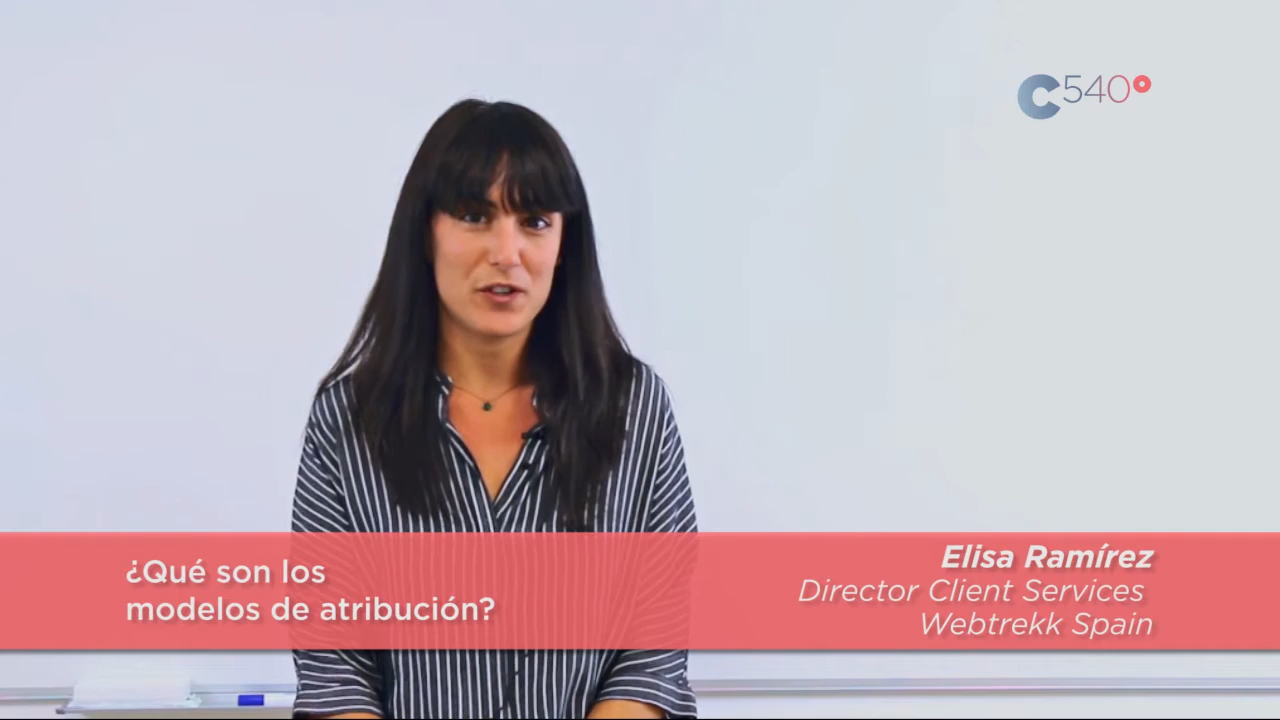 C540°
¿Qué son los
modelos de atribución?
Elisa Ramírez
Director Client Services
Webtrekk Spain